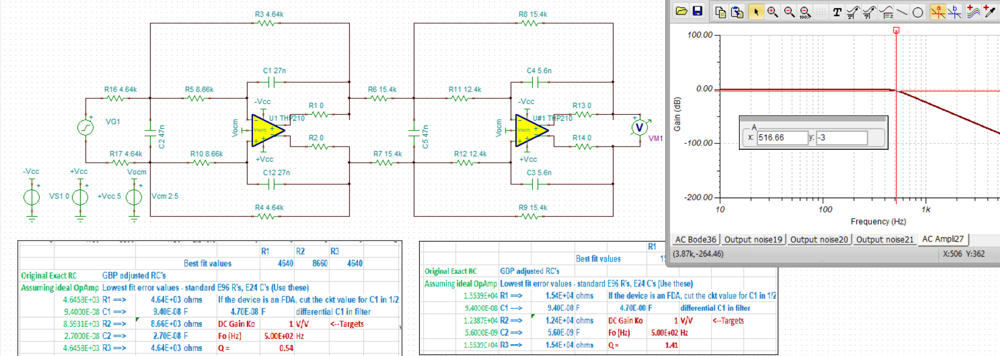 R3 4.64k
R8 15.4k
C1 27n
C4 5.6n
R16 4.64k
R5 8.66k
R6 15.4k
R11 12.4k
-Vcc
-Vcc
R1 0
R13 0
VG1
U1 THP210
U#1 THP210
Vocm
Vocm
Vocm
Vocm
C2 47n
C5 47n
V
VM1
R2 0
R14 0
R17 4.64k
R10 8.66k
+Vcc
R7 15.4k
R12 12.4k
+Vcc
-Vcc
+Vcc
Vocm
C12 27n
C3 5.6n
VS1 0
+Vcc 5
Vcm 2.5
R4 4.64k
R9 15.4k
100%
T
a
b
a
100.00
0.00
-100.00
-200.00
Gain (dB)
A
x: 516.66 y: -3
10 100 1k
Frequency (Hz)
AC Bode36 Output noise19 Output noise20 Output noise21 AC Ampli27
(3.87k,-264.46) X:506 Y:362
R1 R2 R3
Best fit values 4640 8660 4640
Original Exact RC GBP adjusted RC's
Assuming ideal OpAmp Lowest fit error values - standard E96 R's, E24 C's (Use these)
4.6458E+03 R1 ==> 4.64E+03 ohms If the device is an FDA, cut the ckt value for C1 in 1/2
9.4000E-08 C1 ==> 9.40E-08 F 4.70E-08 F differential C1 in filter
8.5931E+03 R2 ==> 8.66E+03 ohms DC Gain Ko 1 V/V <--Targets
2.7000E-08 C2 ==> 2.70E-08 F Fo (Hz) 5.00E+02 Hz
4.6458E+03 R3 ==> 4.64E+03 ohms Q = 0.54
R1
Best fit values
Original Exact RC GDP adjusted RC's
Assuming ideal OpAmp Lowest fit error values - standard E96 R's, E24 C's (Use these)
1.5539E+04 R1 ==> 1.54E+04 ohms If the device is an FDA, cut the ckt value for C1 in 1/2
9.4000E-08 C1 --> 9.40E-08 F 4.70E-08 F differential C1 in filter
1.2387E+04 R2 ==> 1.24E+04 ohms DC Gain Ko 1 V/V <--Targets
5.6000E-09 C2 ==> 5.60E-09 F Fo (Hz) 5.00E+02 Hz
1.5539E+04 R3 ==> 1.54E+04 ohms Q = 1.41